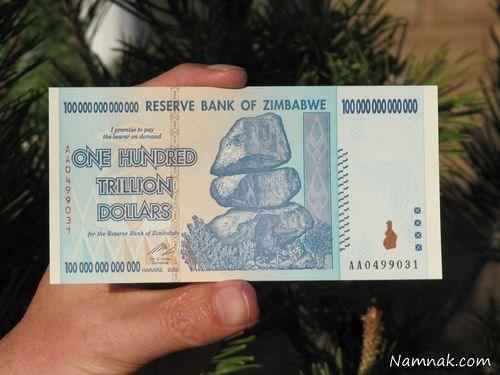 100 000 000 000 000 RESERVE BANK OF ZIMBABWE 100 000 000 000 000
I promise to pay
the bearer on demand
ONE HUNDRED
TRILLION
DOLLARS
for the Reserve Bank of Zimbabwe
100 000 000 000 000
AA0499031
AA0499031
Namnak.com